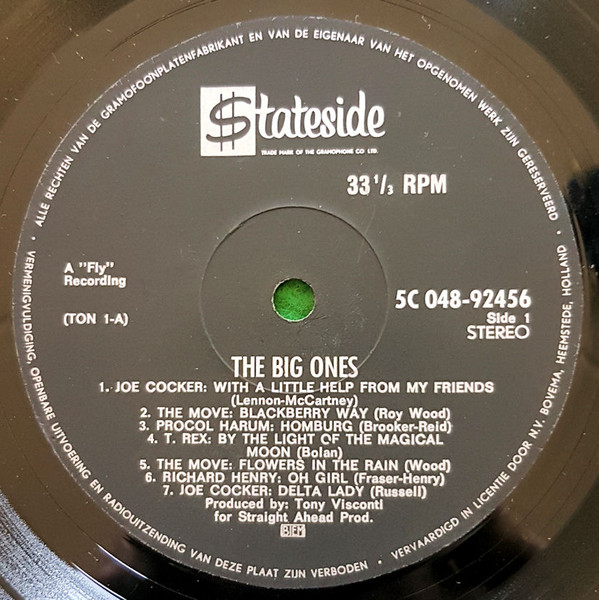 ALLE RECHTEN VAN DE GRAMOFOONPLATENFABRIKANT EN VAN DE EIGENAAR VAN HET OPGENOMEN WERK ZIJN GERESERVEERD
$tateside
TRADE MARK OF THE GRAMOPHONE CO LTD.
33 1/3 RPM
A "Fly"
Recording
(TON 1-A)
5C 048-92456
Side 1
STEREO
THE BIG ONES
1. JOE COCKER: WITH A LITTLE HELP FROM MY FRIENDS
(Lennon-McCartney)
2. THE MOVE: BLACKBERRY WAY (Roy Wood)
3. PROCOL HARUM: HOMBURG (Brooker-Reid)
4. T. REX: BY THE LIGHT OF THE MAGICAL
MOON (Bolan)
5. THE MOVE: FLOWERS IN THE RAIN (Wood)
6. RICHARD HENRY: OH GIRL (Fraser-Henry)
7. JOE COCKER: DELTA LADY (Russell)
Produced by: Tony Visconti
for Straight Ahead Prod.
BIEM
VERMENIGVULDIGING, OPENBARE UITVOERING EN RADIOUITZENDING VAN DEZE PLAAT ZIJN VERBODEN • VERVAARDIGD IN LICENTIE DOOR N.V. BOVEMA, HEEMSTEDE, HOLLAND